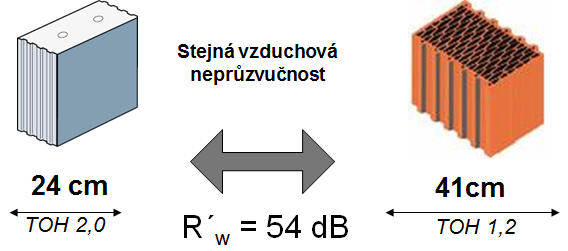 Stejná vzduchová
neprůzvučnost
24 cm
TOH 2,0
R´w = 54 dB
41cm
TOH 1,2